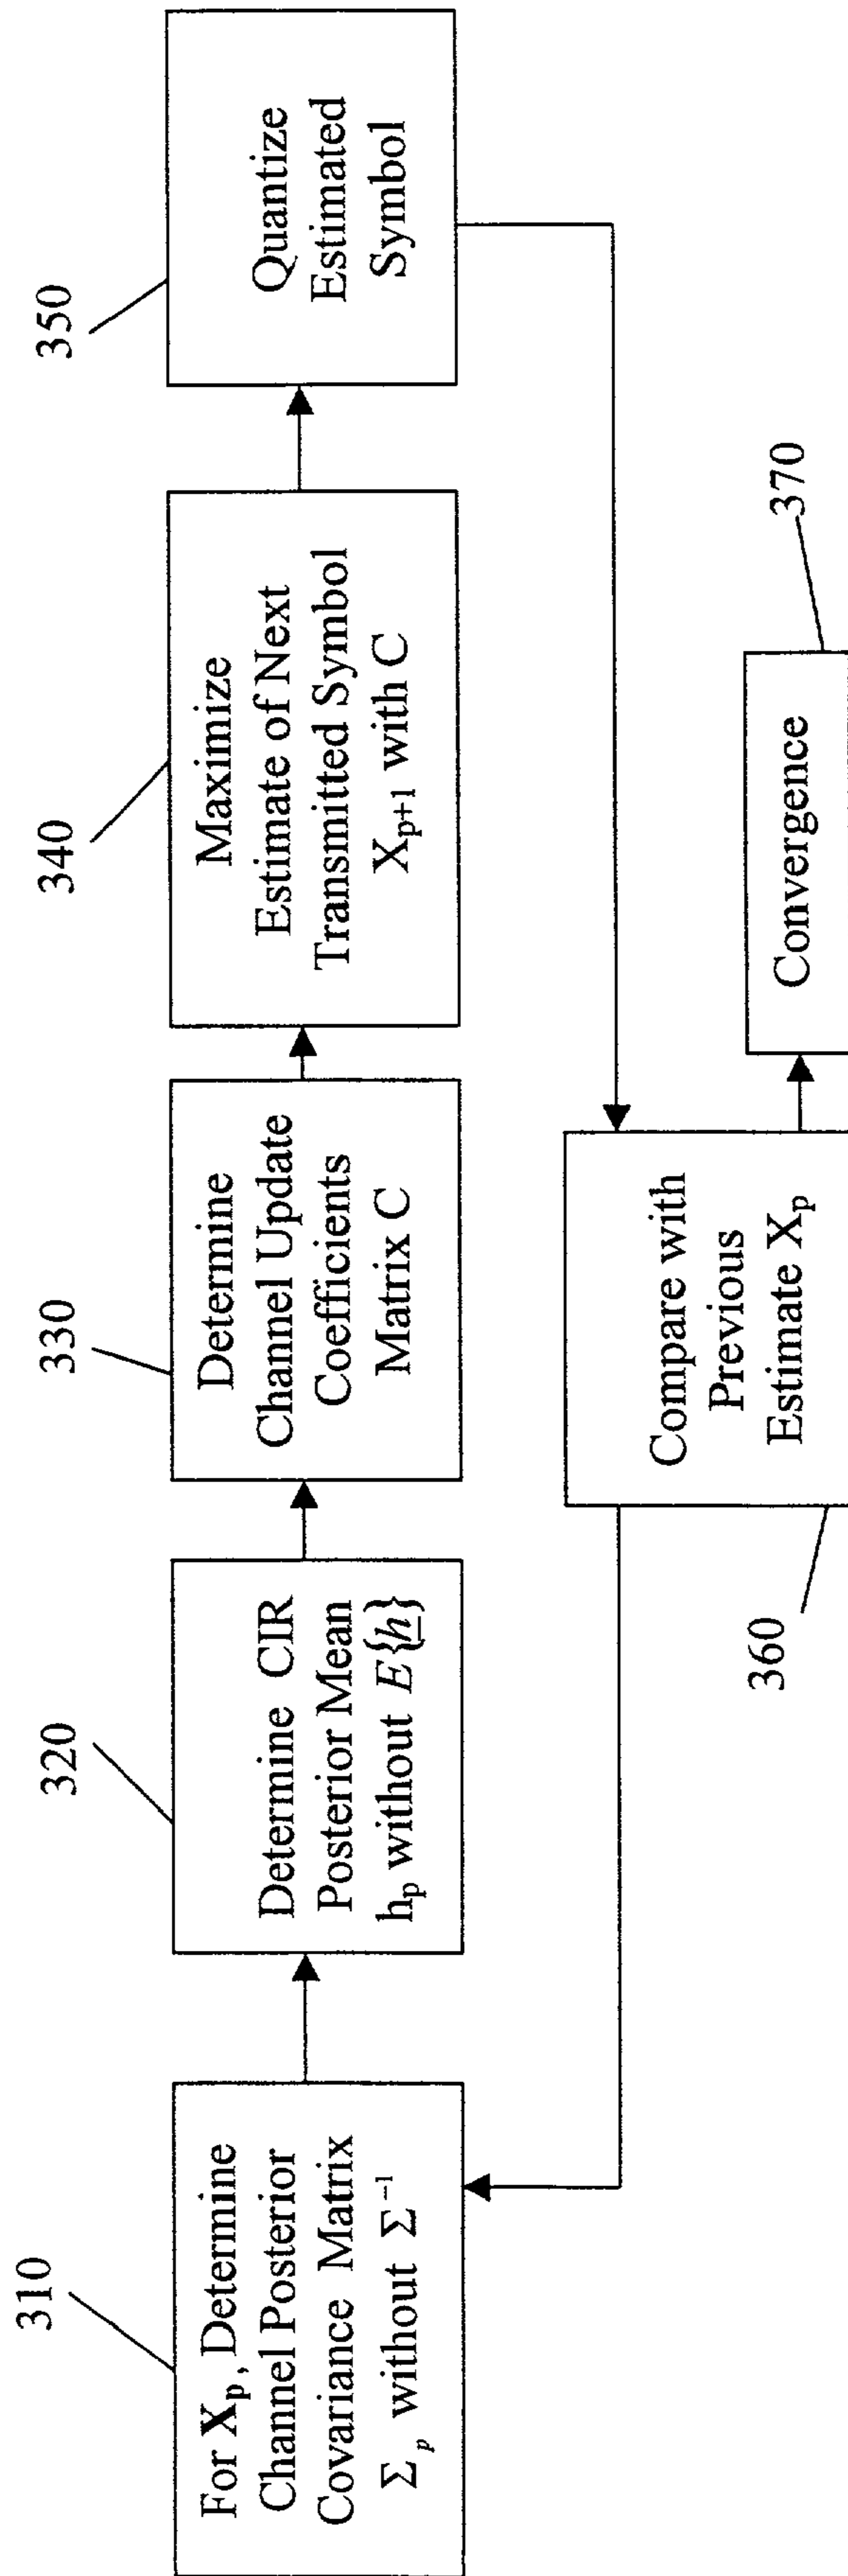 310
For X_p, Determine
Channel Posterior
Covariance Matrix
Σ_p without Σ^{-1}
320
Determine CIR
Posterior Mean
h_p without E{h}
330
Determine
Channel Update
Coefficients
Matrix C
340
Maximize
Estimate of Next
Transmitted Symbol
X_{p+1} with C
350
Quantize
Estimated
Symbol
360
Compare with
Previous
Estimate X_p
370
Convergence